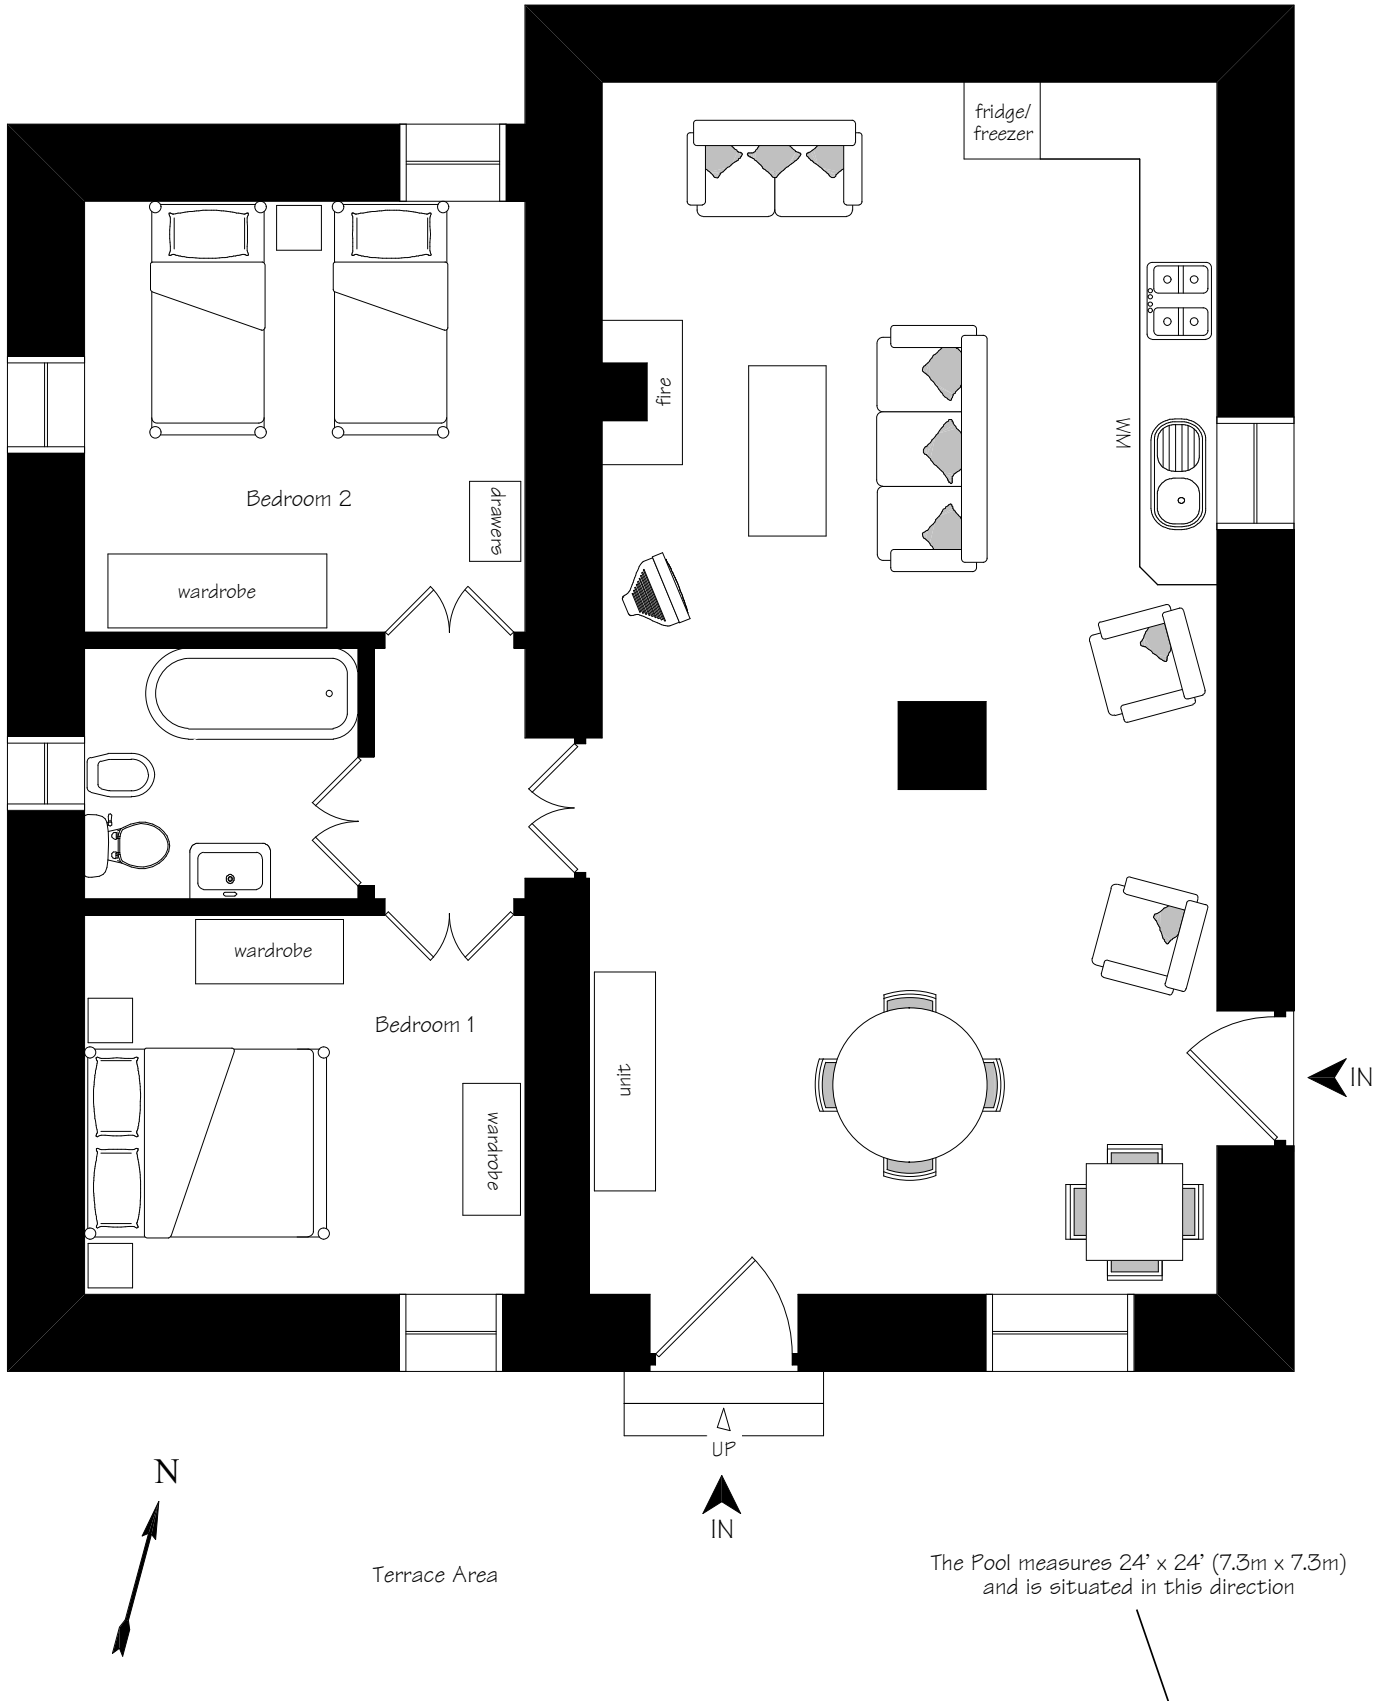 fridge/
freezer
fire
WM
Bedroom 2
drawers
wardrobe
wardrobe
Bedroom 1
unit
wardrobe
IN
UP
IN
N
Terrace Area
The Pool measures 24' x 24' (7.3m x 7.3m)
and is situated in this direction